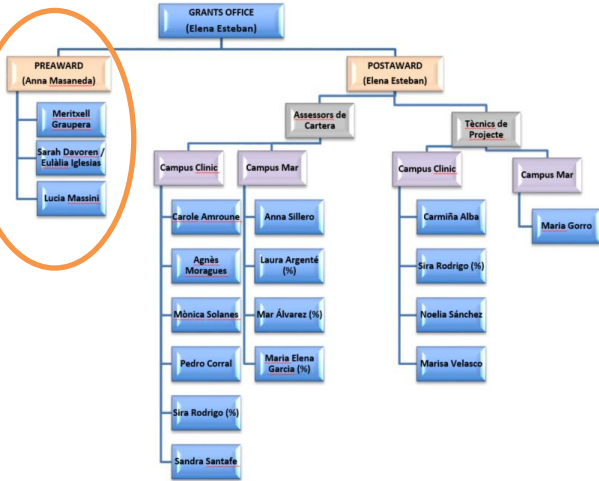 GRANTS OFFICE
(Elena Esteban)
PREAWARD
(Anna Masaneda)
Meritxell
Graupera
Sarah Davoren /
Eulàlia Iglesias
Lucia Massini
POSTAWARD
(Elena Esteban)
Assessors de
Cartera
Campus Clinic
Carole Amroune
Agnès
Moragues
Mònica Solanes
Pedro Corral
Sira Rodrigo (%)
Sandra Santafe
Campus Mar
Anna Sillero
Laura Argenté
(%)
Mar Álvarez (%)
Maria Elena
García (%)
Tècnics de
Projecte
Campus Clinic
Carmiña Alba
Sira Rodrigo (%)
Noelia Sánchez
Marisa Velasco
Campus Mar
Maria Gorro